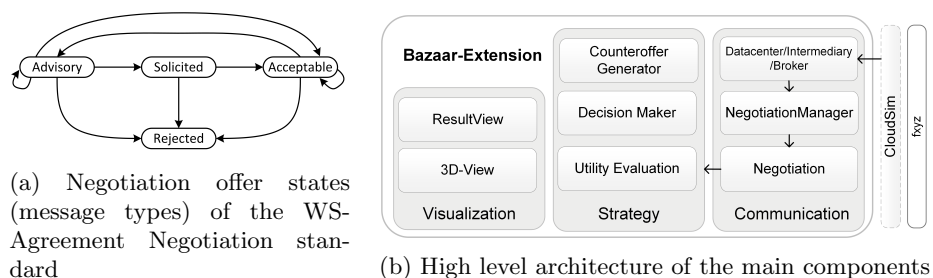 Advisory
Solicited
Acceptable
Rejected
(a) Negotiation offer states
(message types) of the WS-
Agreement Negotiation stan-
dard
Bazaar-Extension
ResultView
3D-View
Visualization
Counteroffer
Generator
Decision Maker
Utility Evaluation
Strategy
Datacenter/Intermediary
/Broker
NegotiationManager
Negotiation
Communication
CloudSim
fxyz
(b) High level architecture of the main components